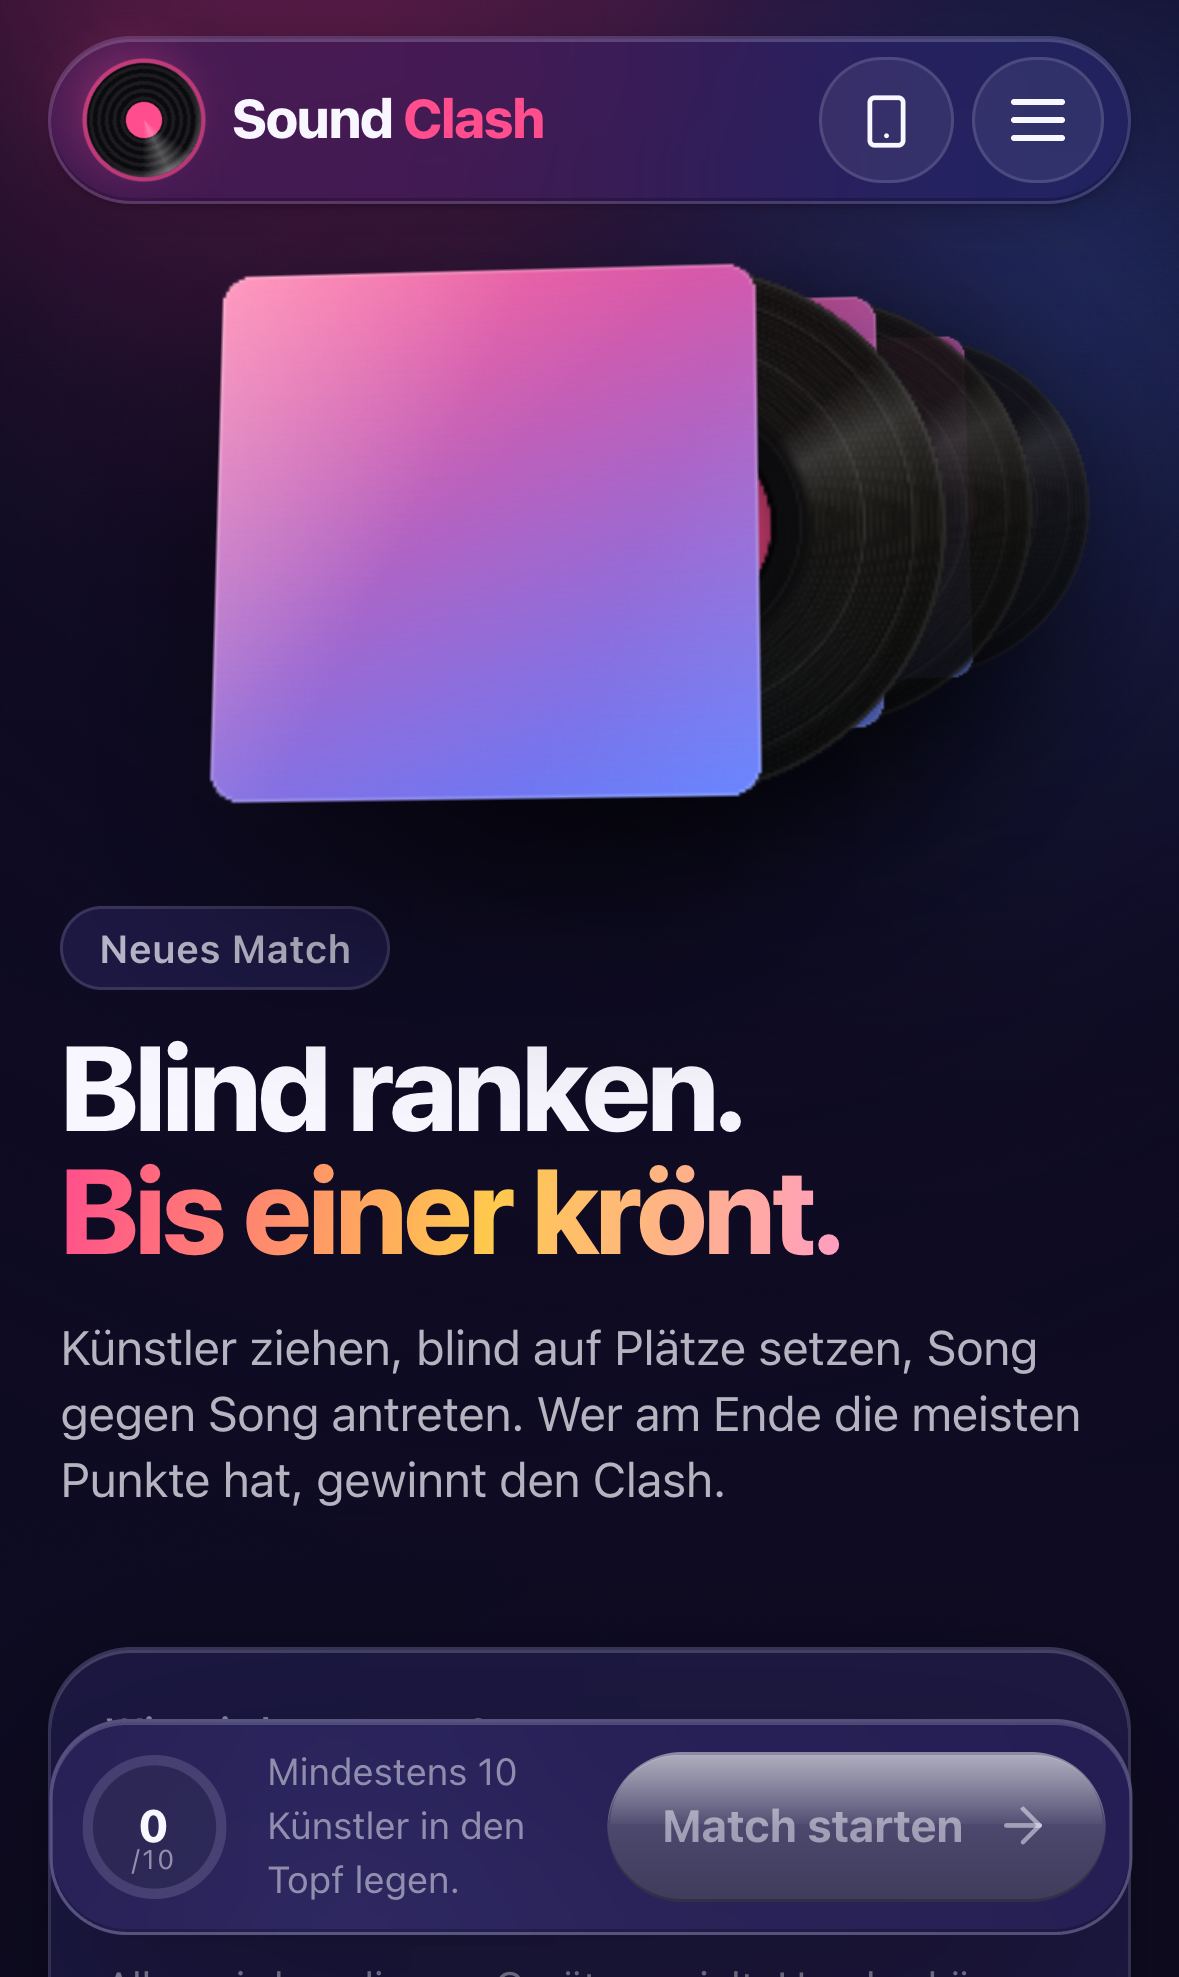 Sound Clash
Neues Match
Blind ranken.
Bis einer krönt.
Künstler ziehen, blind auf Plätze setzen, Song
gegen Song antreten. Wer am Ende die meisten
Punkte hat, gewinnt den Clash.
0
/10
Mindestens 10
Künstler in den
Topf legen.
Match starten